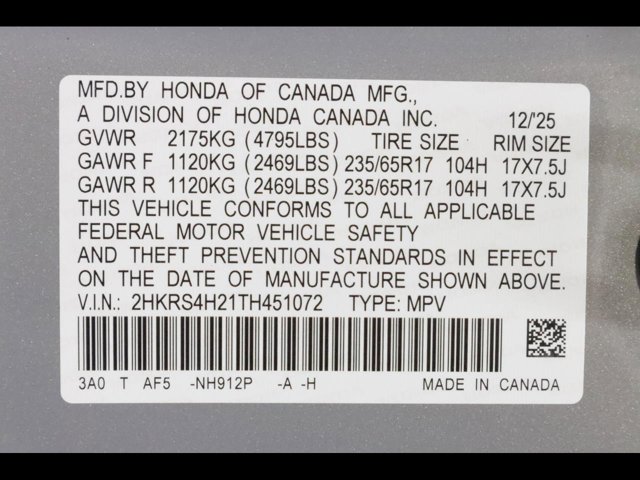 MFD.BY HONDA OF CANADA MFG.,
A DIVISION OF HONDA CANADA INC. 12/'25
GVWR 2175KG (4795LBS) TIRE SIZE RIM SIZE
GAWR F 1120KG (2469LBS) 235/65R17 104H 17X7.5J
GAWR R 1120KG (2469LBS) 235/65R17 104H 17X7.5J
THIS VEHICLE CONFORMS TO ALL APPLICABLE
FEDERAL MOTOR VEHICLE SAFETY
AND THEFT PREVENTION STANDARDS IN EFFECT
ON THE DATE OF MANUFACTURE SHOWN ABOVE.
V.I.N.: 2HKRS4H21TH451072 TYPE: MPV
3A0 T AF5 -NH912P -A -H MADE IN CANADA